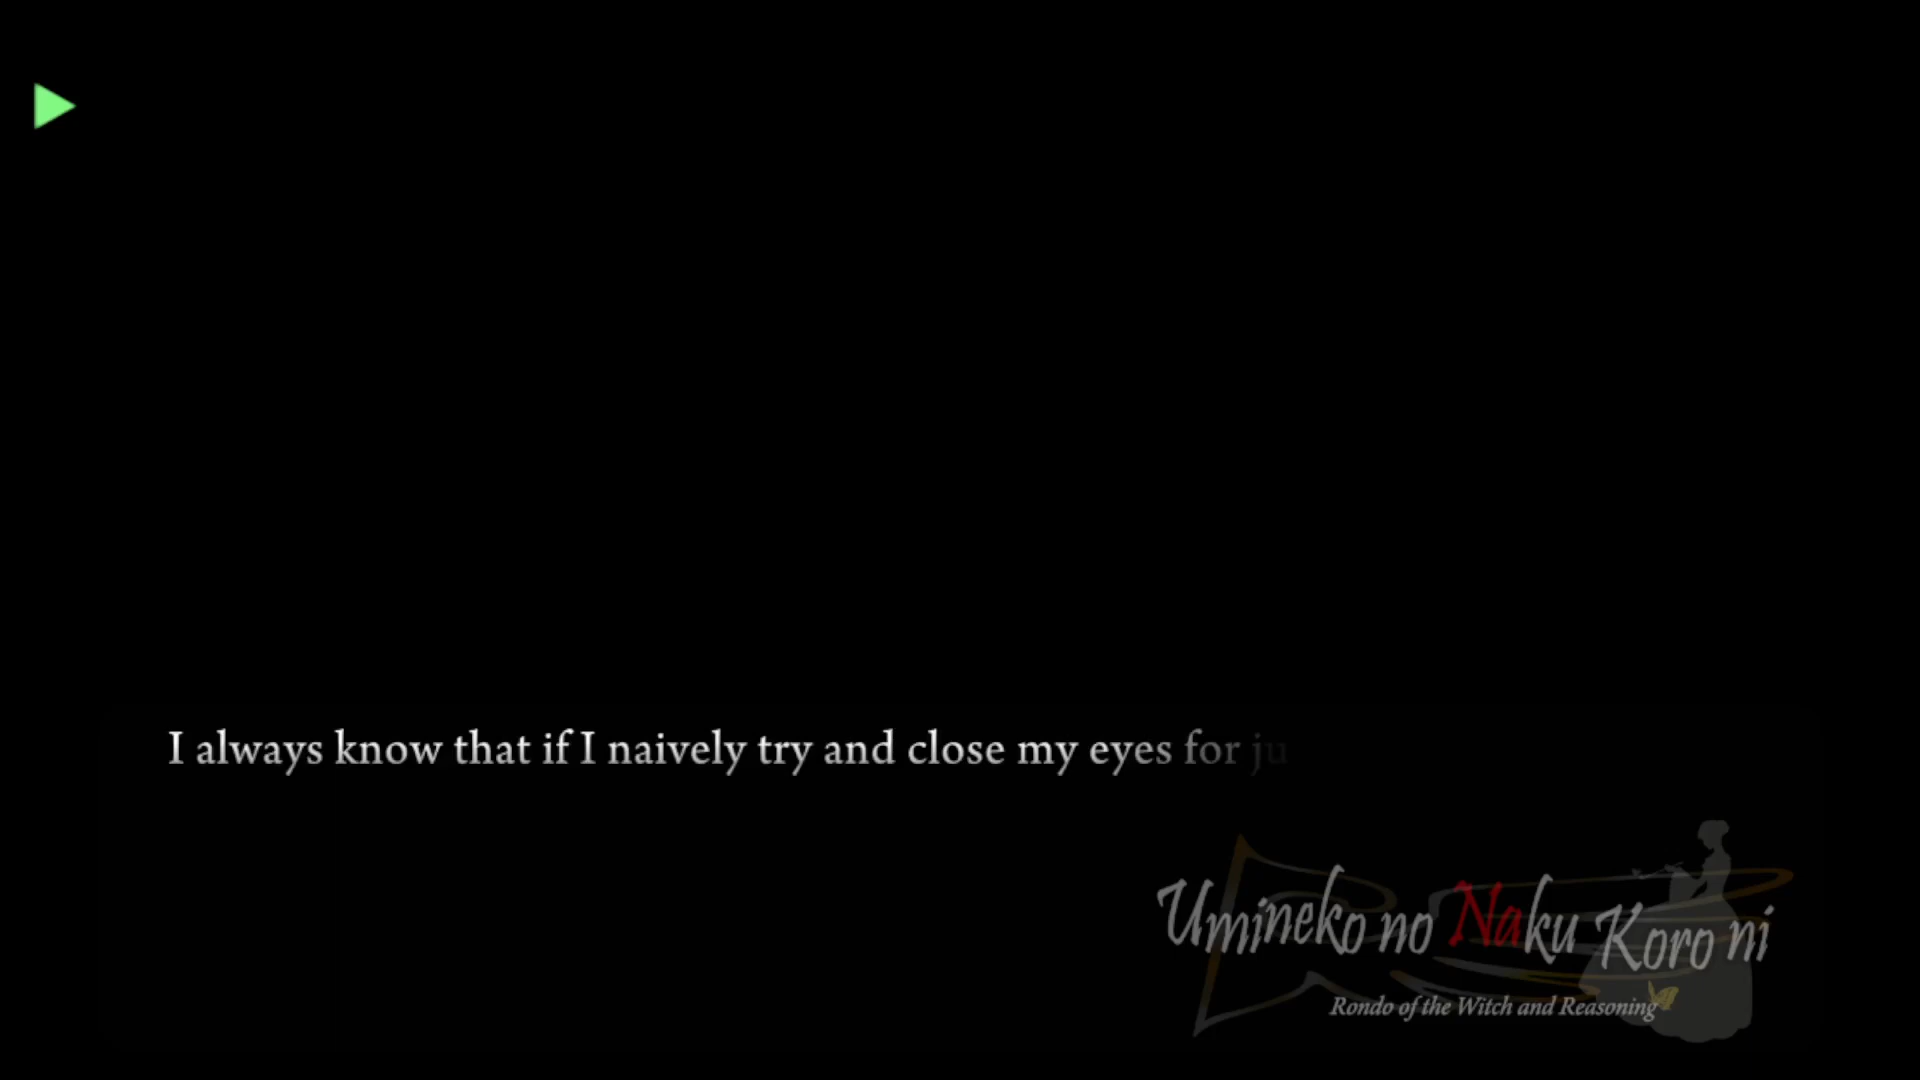 I always know that if I naively try and close my eyes for ju
Umineko no Naku Koro ni
Rondo of the Witch and Reasoning